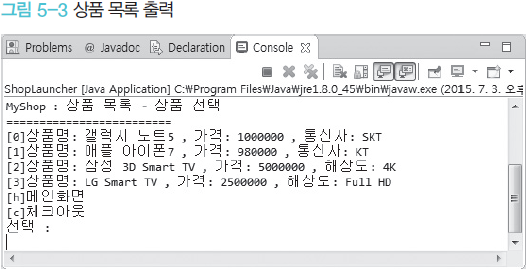 그림 5-3 상품 목록 출력
Problems @ Javadoc Declaration Console
ShopLauncher [Java Application] C:\Program Files\Java\jre1.8.0_45\bin\javaw.exe (2015. 7. 3. 오후
MyShop : 상품 목록 - 상품 선택
========================
[0]상품명: 갤럭시 노트5 , 가격: 1000000 , 통신사: SKT
[1]상품명: 애플 아이폰7 , 가격: 980000 , 통신사: KT
[2]상품명: 삼성 3D Smart TV , 가격: 5000000 , 해상도: 4K
[3]상품명: LG Smart TV , 가격: 2500000 , 해상도: Full HD
[h]메인화면
[c]체크아웃
선택 :